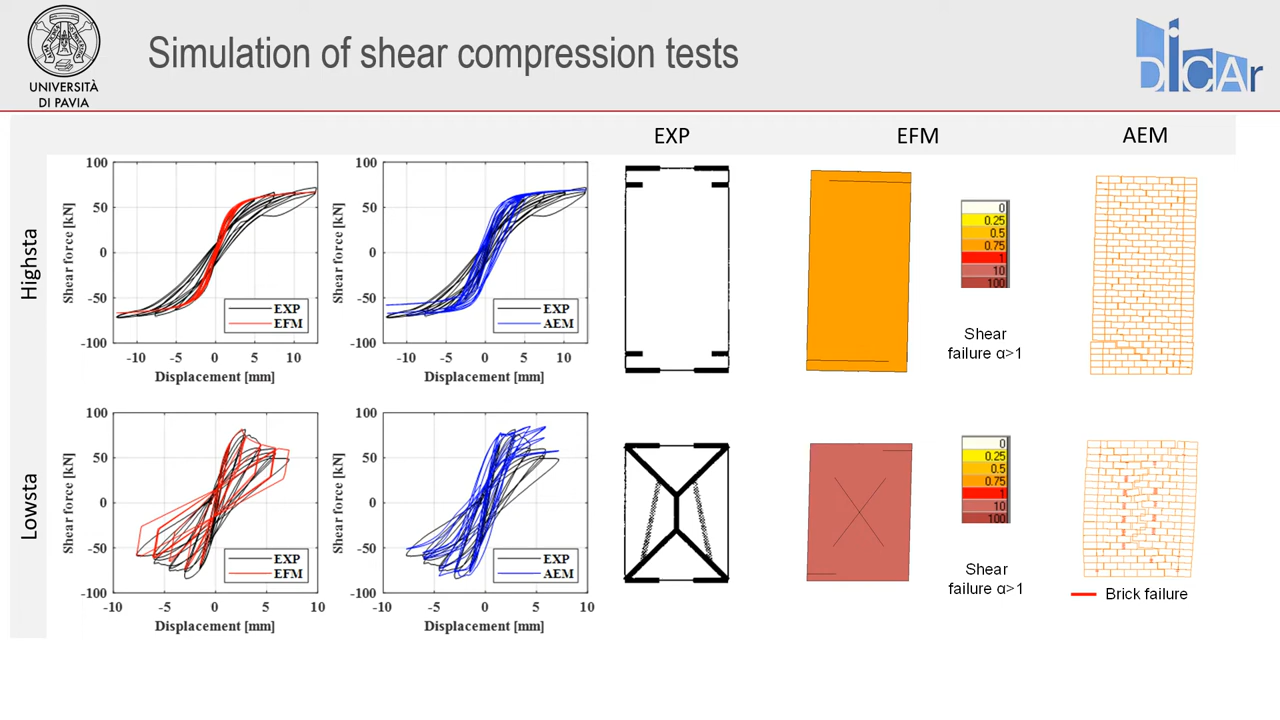 UNIVERSITÀ
DI PAVIA
Simulation of shear compression tests
DiCAr
EXP
EFM
AEM
Highsta
Shear force [kN]
100
50
0
-50
-100
-10
-5
0
5
10
Displacement [mm]
EXP
EFM
Shear force [kN]
100
50
0
-50
-100
-10
-5
0
5
10
Displacement [mm]
EXP
AEM
0
0.25
0.5
0.75
1
10
100
Shear
failure α>1
Lowsta
Shear force [kN]
100
50
0
-50
-100
-10
-5
0
5
10
Displacement [mm]
EXP
EFM
Shear force [kN]
100
50
0
-50
-100
-10
-5
0
5
10
Displacement [mm]
EXP
AEM
0
0.25
0.5
0.75
1
10
100
Shear
failure α>1
Brick failure